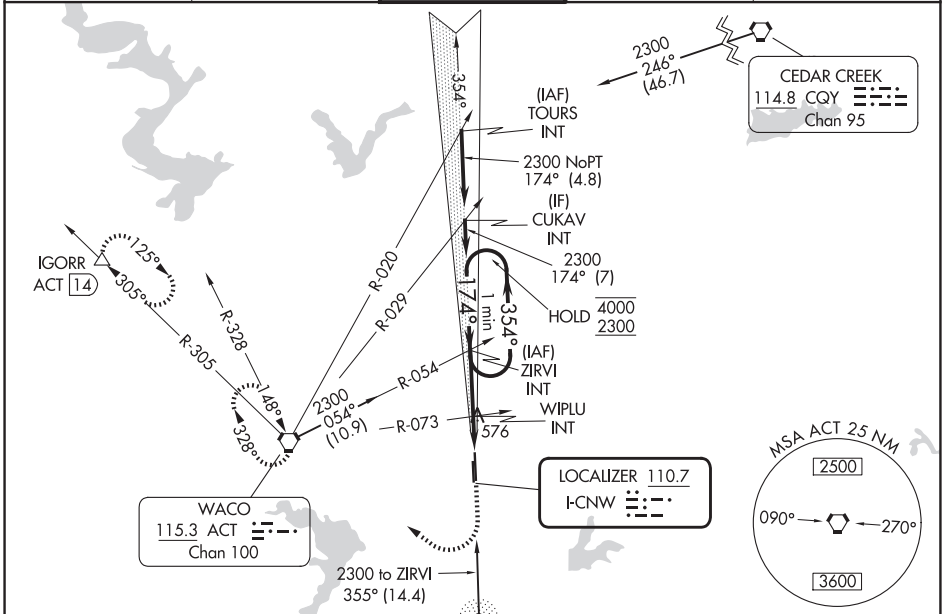 354°
2300
246°
(46.7)
CEDAR CREEK
114.8 CQY
Chan 95
(IAF)
TOURS
INT
2300 NoPT
174° (4.8)
(IF)
CUKAV
INT
2300
174° (7)
IGORR
ACT 14
125°
305°
R-305
R-328
R-020
R-029
174°
1 min
354°
HOLD 4000
2300
(IAF)
ZIRVI
INT
R-054
2300
054°
(10.9)
148°
328°
R-073
WIPLU
INT
576
WACO
115.3 ACT
Chan 100
LOCALIZER 110.7
I-CNW
2300 to ZIRVI
355° (14.4)
MSA ACT 25 NM
2500
090°
270°
3600